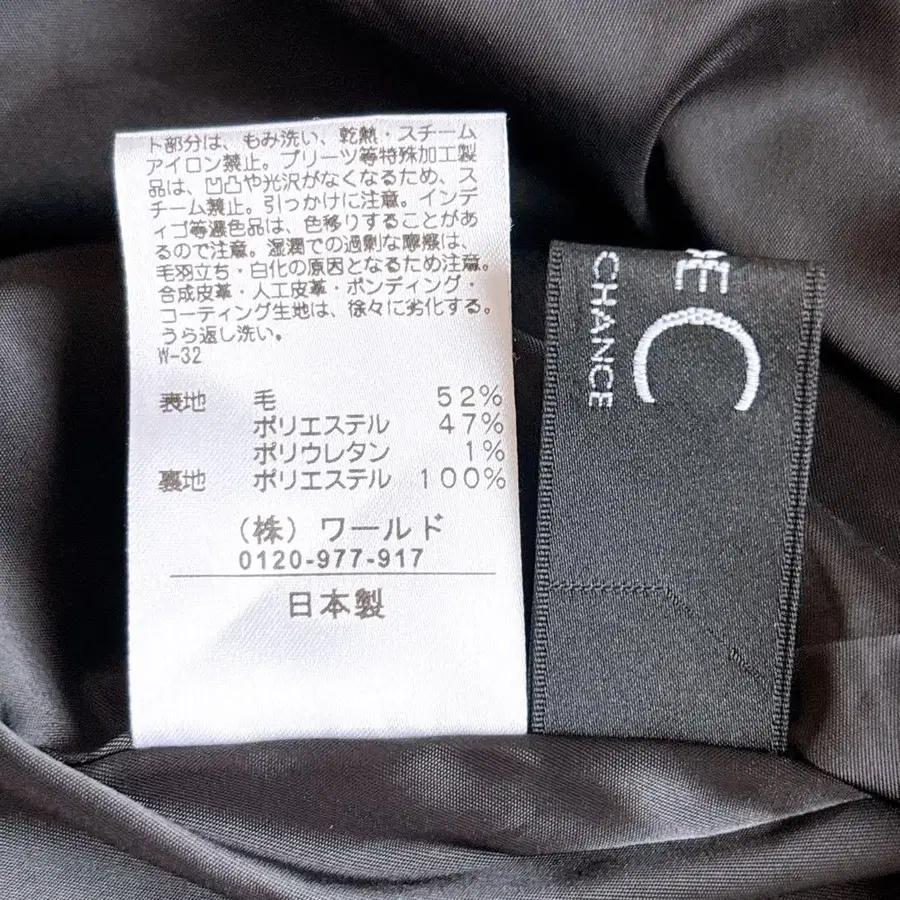 ト部分は、もみ洗い、乾熱・スチーム
アイロン禁止。プリーツ等特殊加工製
品は、凹凸や光沢がなくなるため、ス
チーム禁止。引っかけに注意。インデ
ィゴ等濃色品は、色移りすることがあ
るので注意。湿潤での過剰な摩擦は、
毛羽立ち・白化の原因となるため注意。
合成皮革・人工皮革・ボンディング・
コーティング生地は、徐々に劣化する。
うら返し洗い。
W-32
表地 毛 52%
ポリエステル 47%
ポリウレタン 1%
裏地 ポリエステル 100%
(株)ワールド
0120-977-917
日本製
C
CHANCE